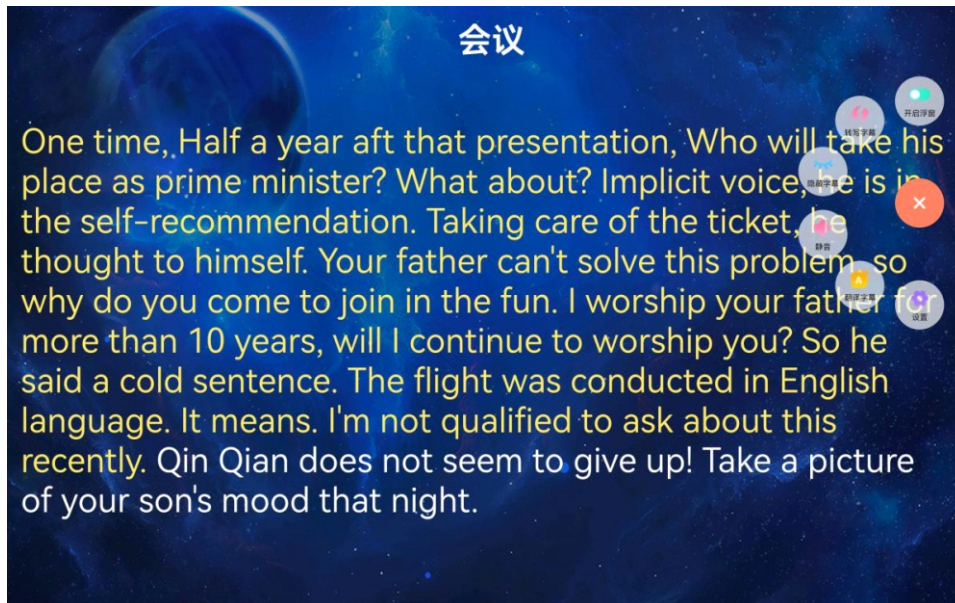 会议
One time, Half a year aft that presentation, Who will take his
place as prime minister? What about? Implicit voice, he is in
the self-recommendation. Taking care of the ticket, he
thought to himself. Your father can't solve this problem, so
why do you come to join in the fun. I worship your father for
more than 10 years, will I continue to worship you? So he
said a cold sentence. The flight was conducted in English
language. It means. I'm not qualified to ask about this
recently. Qin Qian does not seem to give up! Take a picture
of your son's mood that night.
开启浮窗
转写字幕
隐藏字幕
静音
翻译字幕
设置